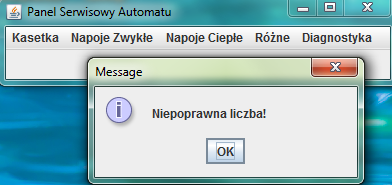 Panel Serwisowy Automatu
Kasetka Napoje Zwykłe Napoje Ciepłe Różne Diagnostyka
Message
Niepoprawna liczba!
OK